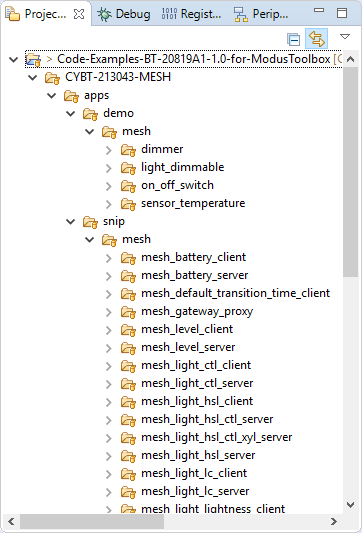 Projec... Debug Regist... Periph...
> Code-Examples-BT-20819A1-1.0-for-ModusToolbox [C
CYBT-213043-MESH
apps
demo
mesh
dimmer
light_dimmable
on_off_switch
sensor_temperature
snip
mesh
mesh_battery_client
mesh_battery_server
mesh_default_transition_time_client
mesh_gateway_proxy
mesh_level_client
mesh_level_server
mesh_light_ctl_client
mesh_light_ctl_server
mesh_light_hsl_client
mesh_light_hsl_ctl_server
mesh_light_hsl_ctl_xyl_server
mesh_light_hsl_server
mesh_light_lc_client
mesh_light_lc_server
mesh_light_lightness_client